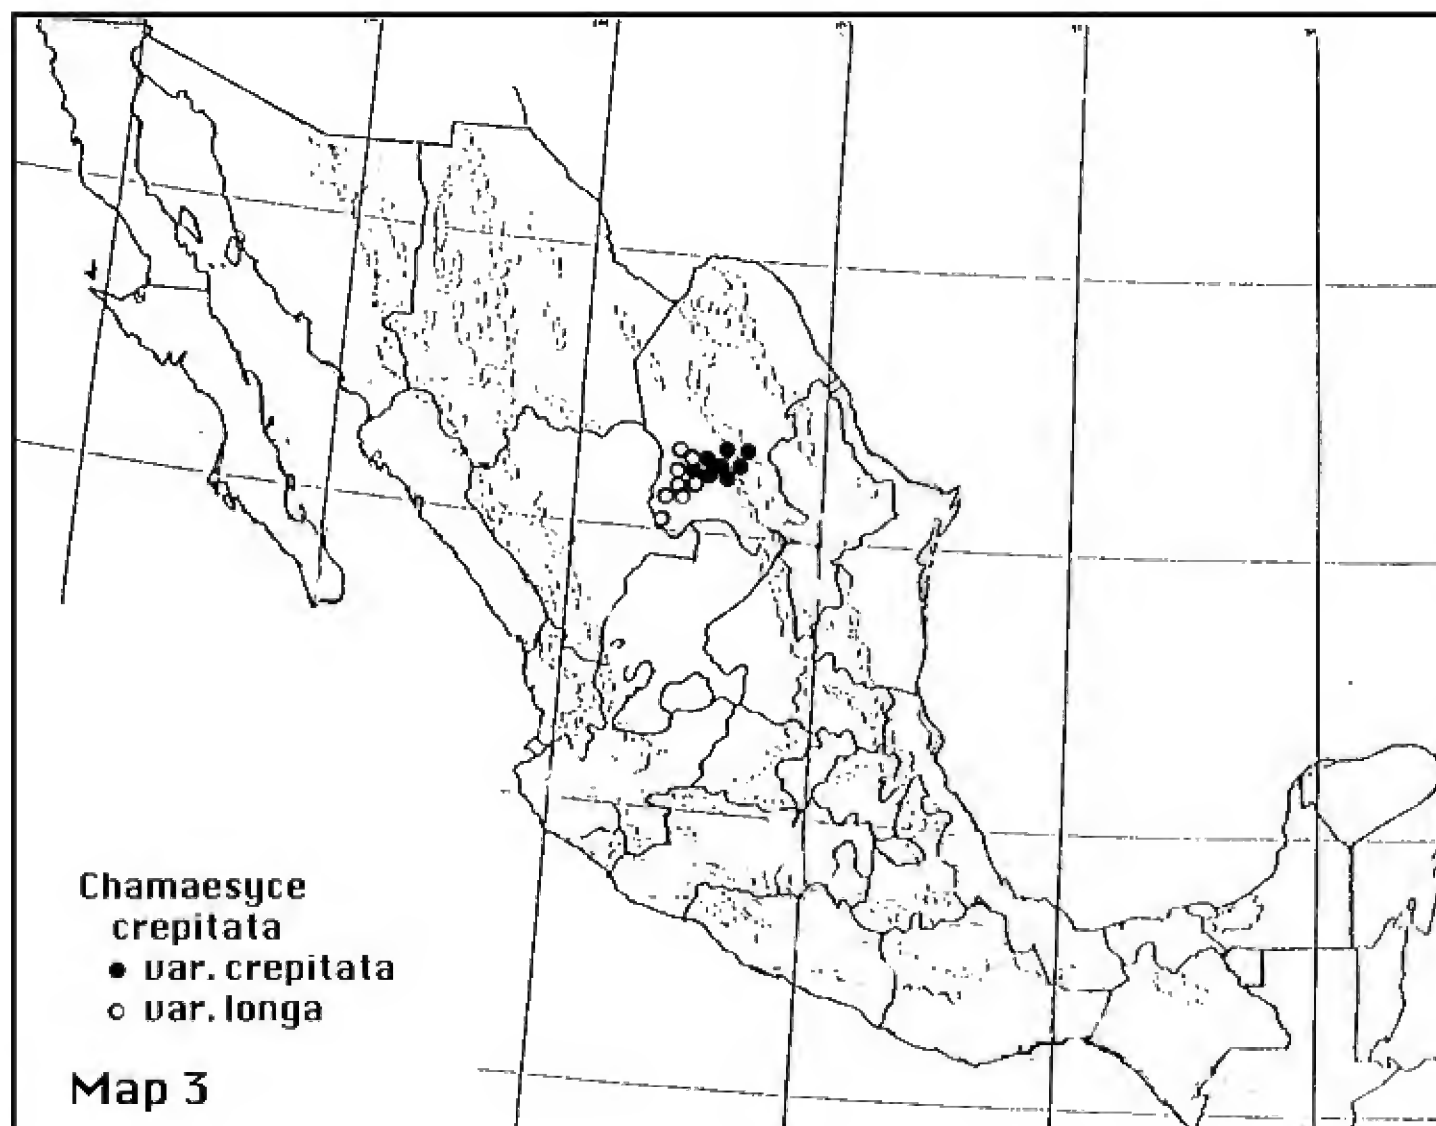 Chamaesyce
crepitata
● var. crepitata
○ var. longa
Map 3